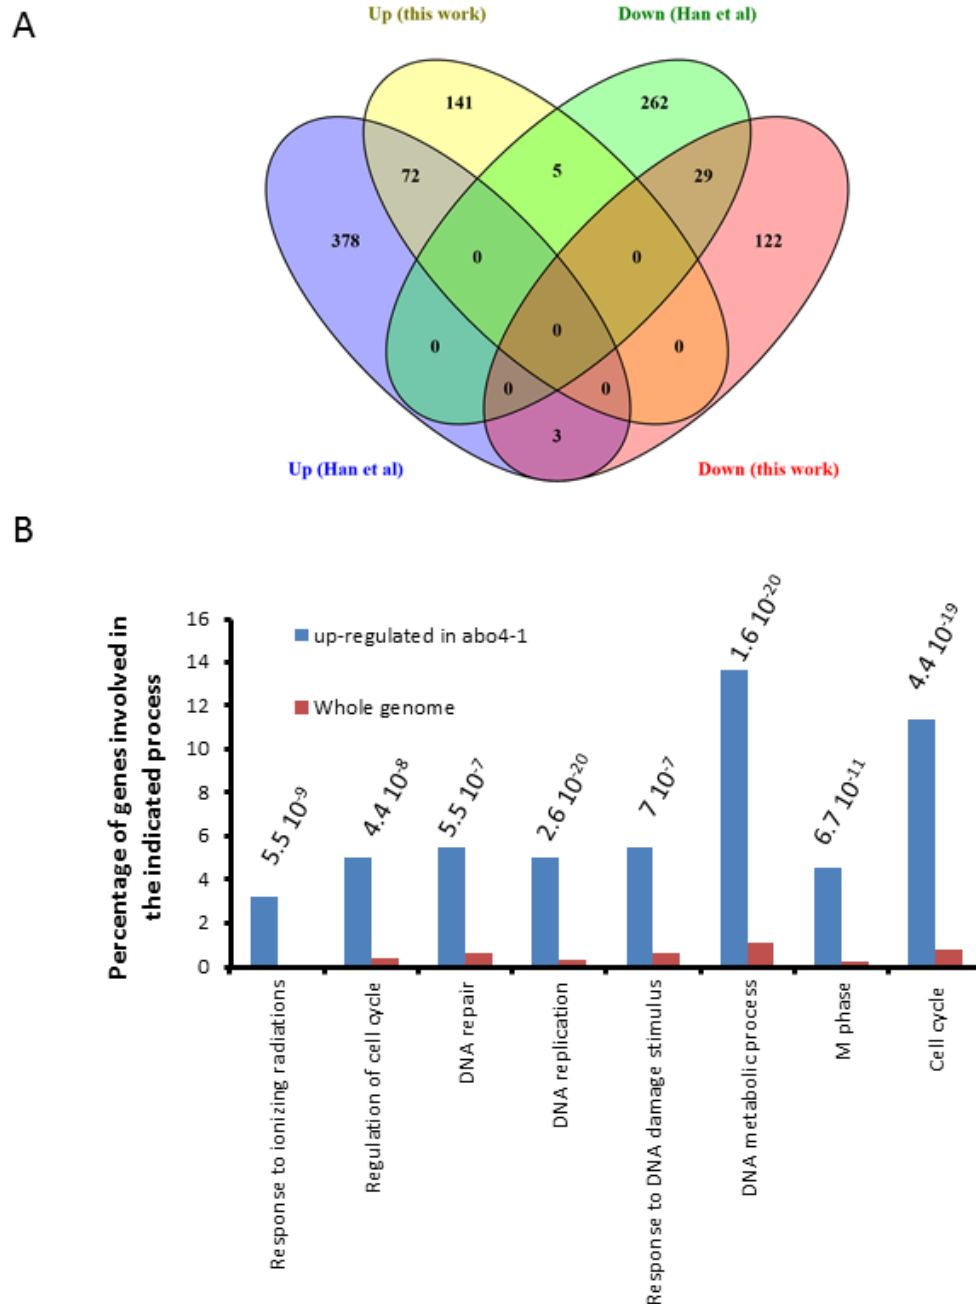 A
Up (this work)
Down (Han et al)
141
262
72
5
29
378
122
0
0
0
0
0
0
0
3
Up (Han et al)
Down (this work)
B
Percentage of genes involved in
the indicated process
16
14
12
10
8
6
4
2
0
up-regulated in abo4-1
Whole genome
5.5 10-9
4.4 10-8
5.5 10-7
2.6 10-20
7 10-7
1.6 10-20
6.7 10-11
4.4 10-19
Response to ionizing radiations
Regulation of cell cycle
DNA repair
DNA replication
Response to DNA damage stimulus
DNA metabolic process
M phase
Cell cycle